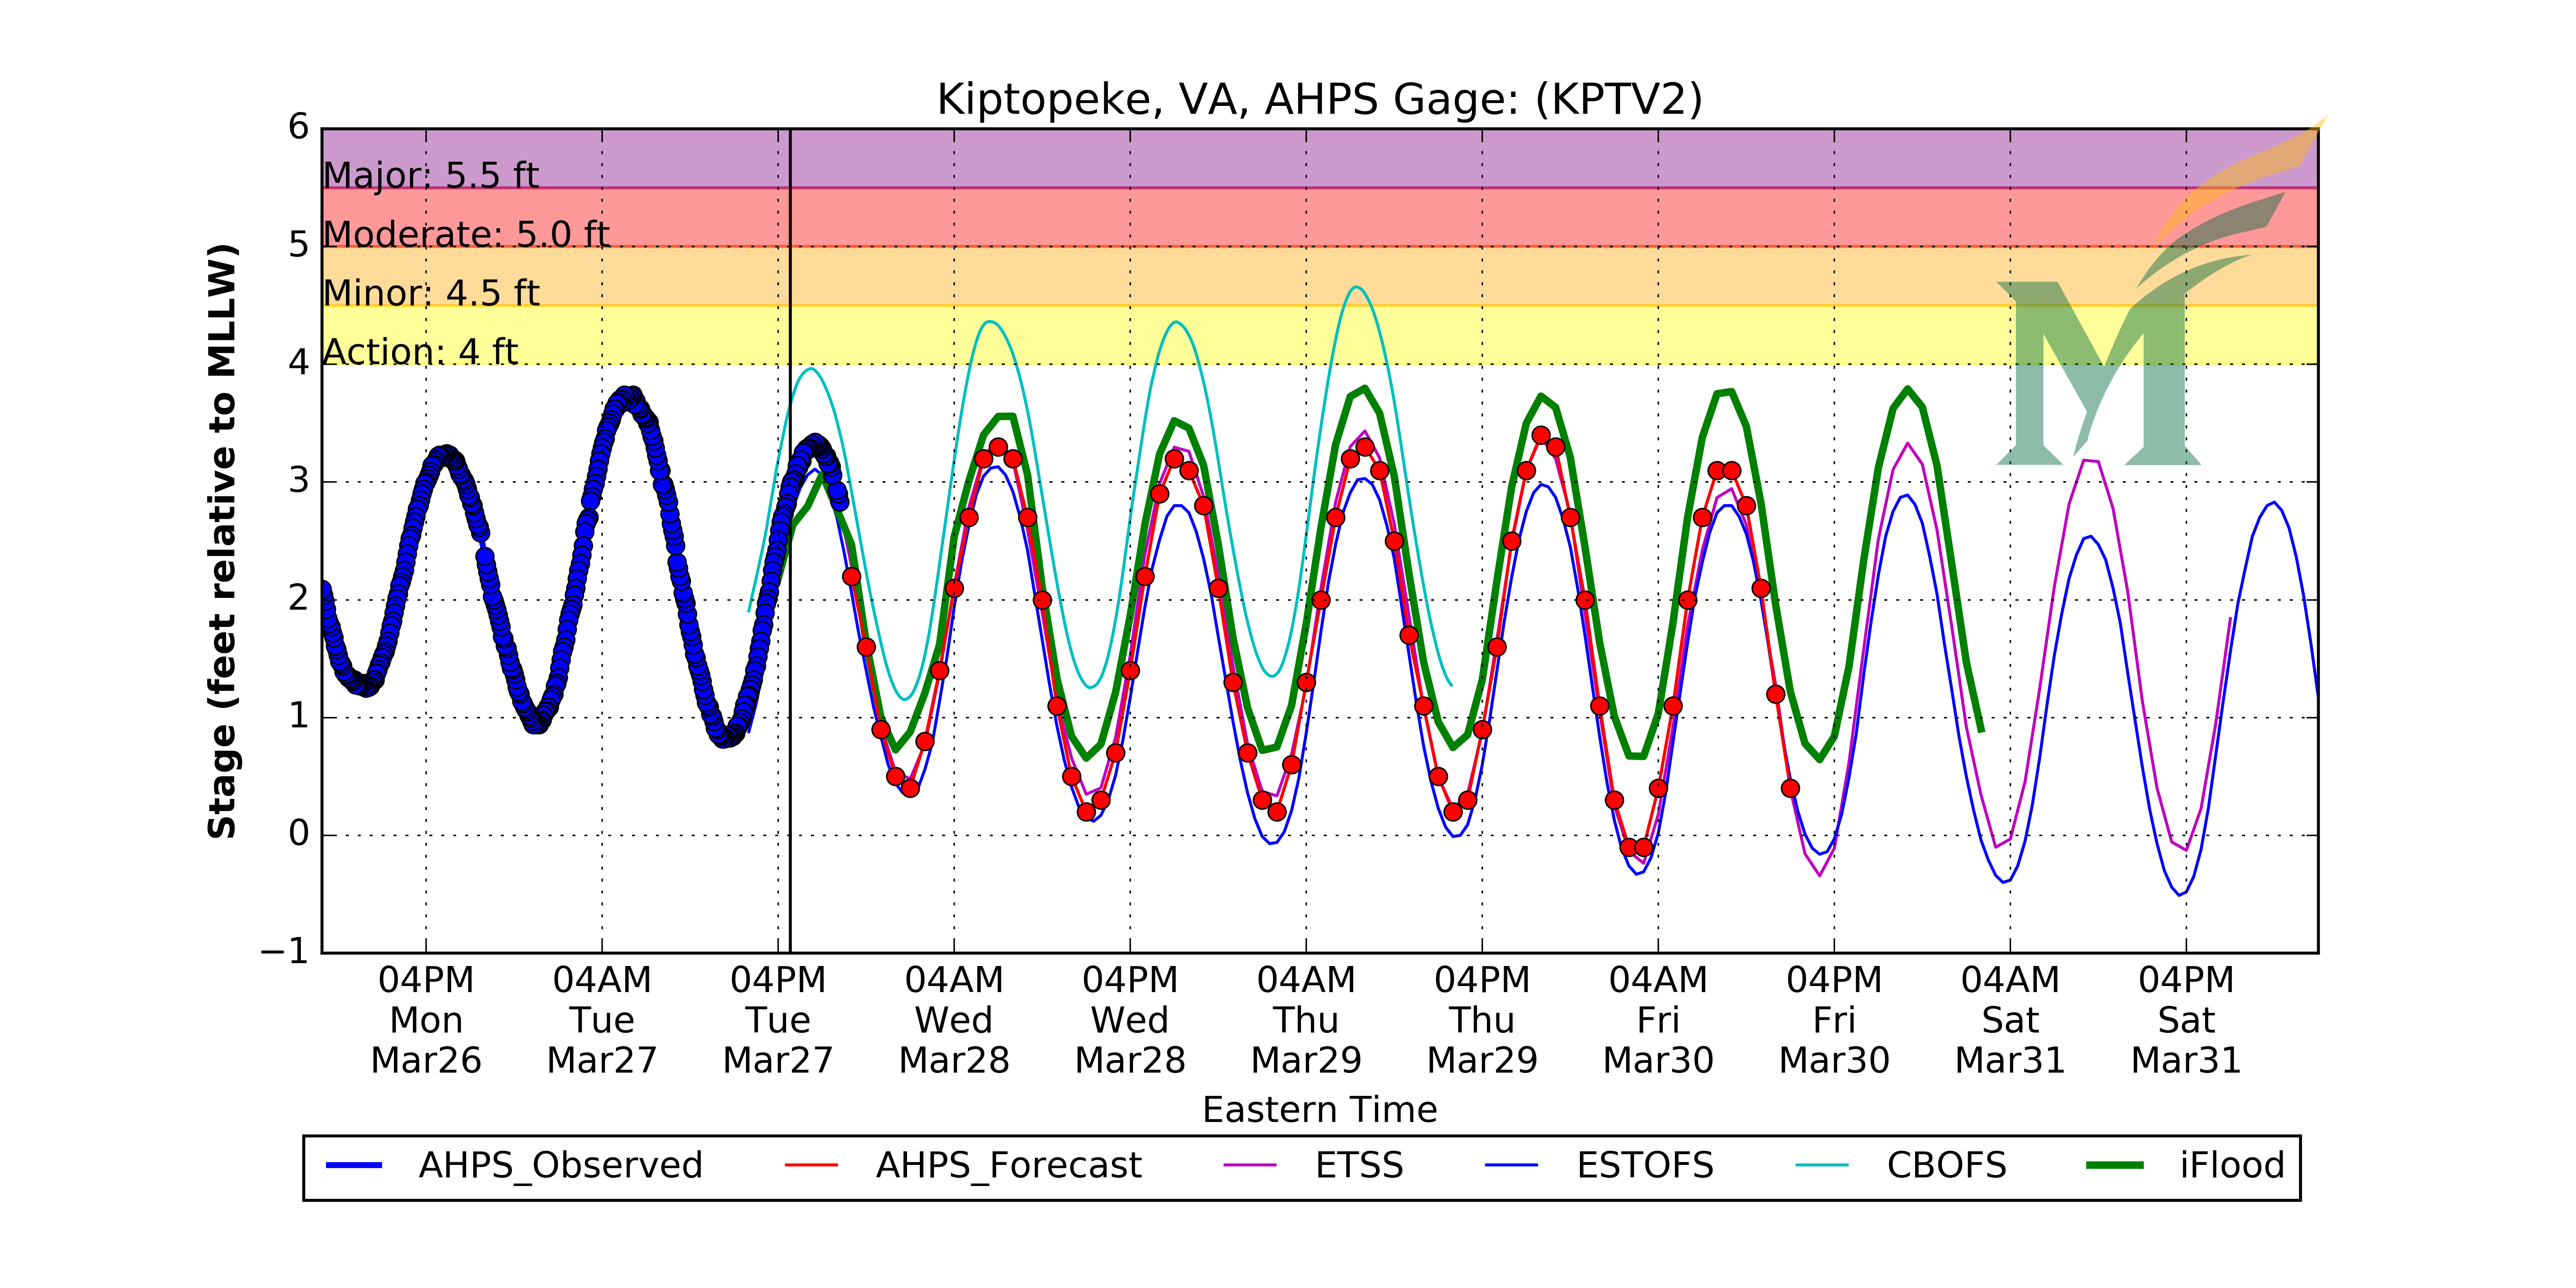 Kiptopeke, VA, AHPS Gage: (KPTV2)
6
Major: 5.5 ft
Moderate: 5.0 ft
5
Minor: 4.5 ft
Action: 4 ft
4
3
2
1
0
−1
Stage (feet relative to MLLW)
M
04PM 04AM 04PM 04AM 04PM 04AM 04PM 04AM 04PM 04AM 04PM
Mon Tue Tue Wed Wed Thu Thu Fri Fri Sat Sat
Mar26 Mar27 Mar27 Mar28 Mar28 Mar29 Mar29 Mar30 Mar30 Mar31 Mar31
Eastern Time
AHPS_Observed AHPS_Forecast ETSS ESTOFS CBOFS iFlood